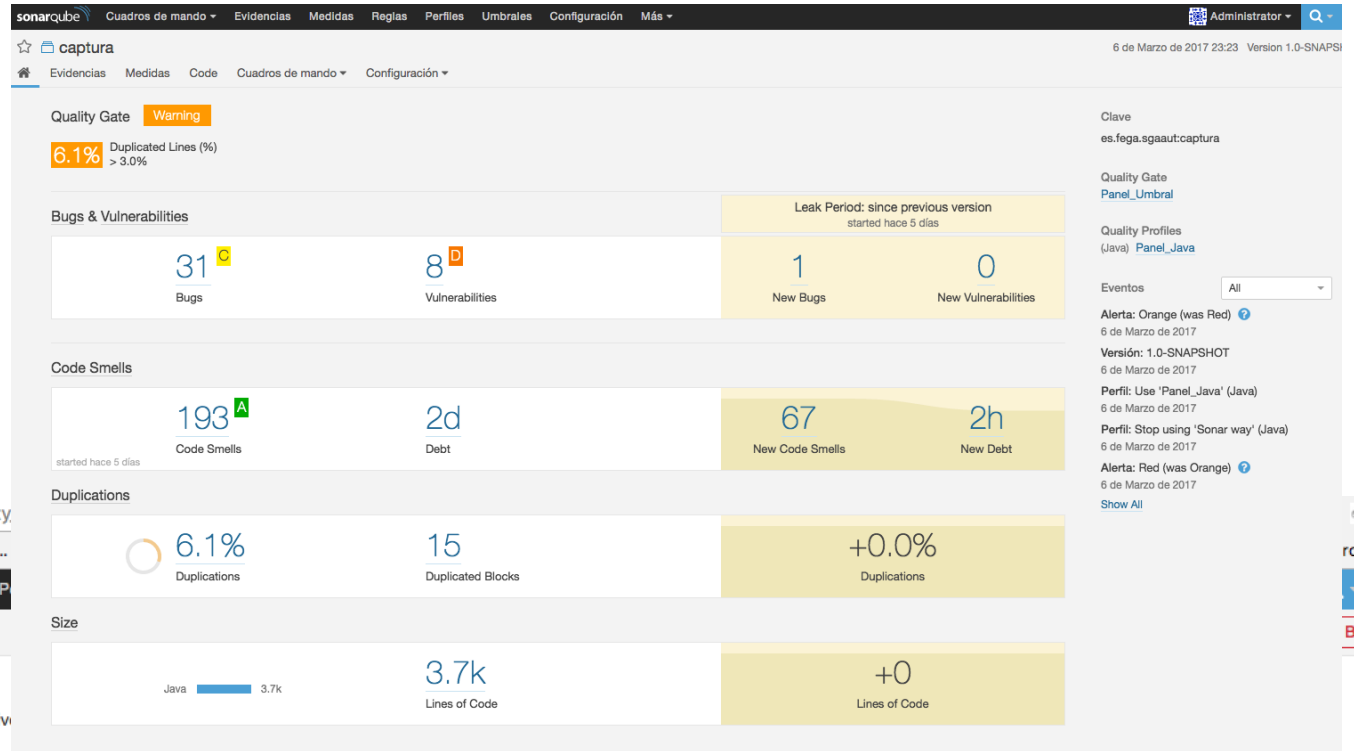 sonarqube Cuadros de mando Evidencias Medidas Reglas Perfiles Umbrales Configuración Más Administrator
captura 6 de Marzo de 2017 23:23 Version 1.0-SNAPSH
Evidencias Medidas Code Cuadros de mando Configuración
Quality Gate Warning
6.1% Duplicated Lines (%)
> 3.0%
Bugs & Vulnerabilities
Leak Period: since previous version
started hace 5 días
31 C 8 D 1 0
Bugs Vulnerabilities New Bugs New Vulnerabilities
Code Smells
193 A 2d 67 2h
Code Smells Debt New Code Smells New Debt
started hace 5 días
Duplications
6.1% 15 +0.0%
Duplications Duplicated Blocks Duplications
Size
Java 3.7k 3.7k +0
Lines of Code Lines of Code
Clave
es.fega.sgaaut:captura
Quality Gate
Panel_Umbral
Quality Profiles
(Java) Panel_Java
Eventos All
Alerta: Orange (was Red) ?
6 de Marzo de 2017
Versión: 1.0-SNAPSHOT
6 de Marzo de 2017
Perfil: Use 'Panel_Java' (Java)
6 de Marzo de 2017
Perfil: Stop using 'Sonar way' (Java)
6 de Marzo de 2017
Alerta: Red (was Orange) ?
6 de Marzo de 2017
Show All